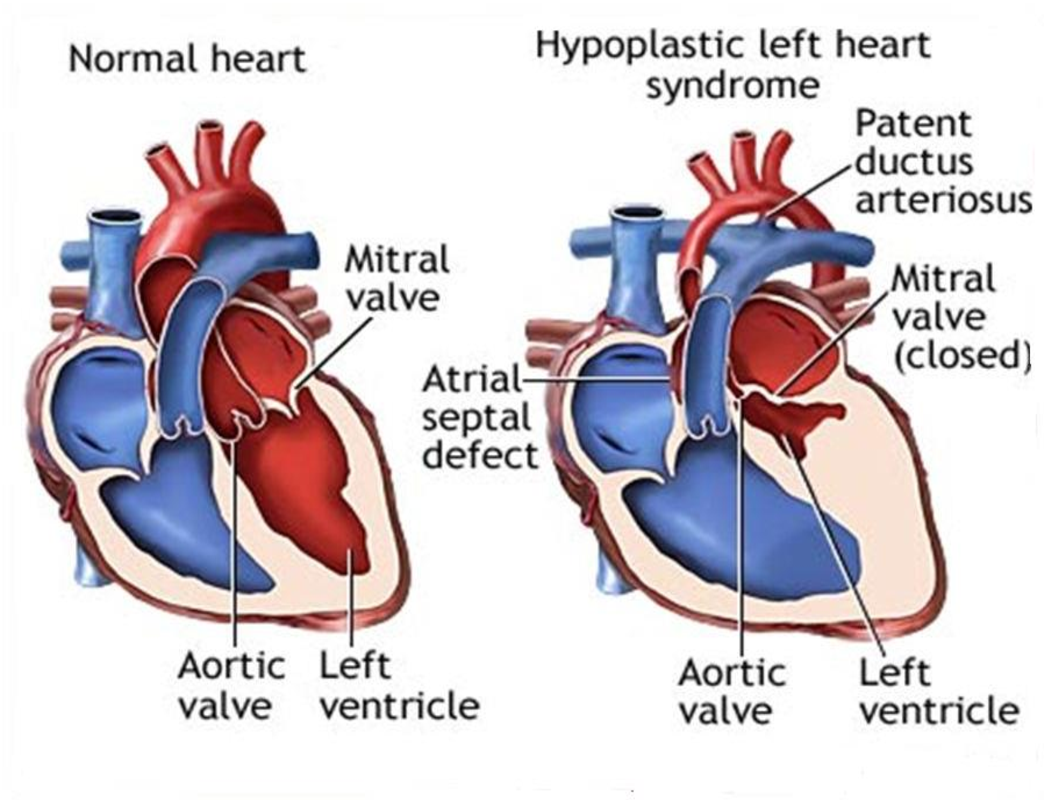 Normal heart
Hypoplastic left heart
syndrome
Patent
ductus
arteriosus
Mitral
valve
Mitral
valve
(closed)
Atrial
septal
defect
Aortic
valve
Left
ventricle
Aortic
valve
Left
ventricle